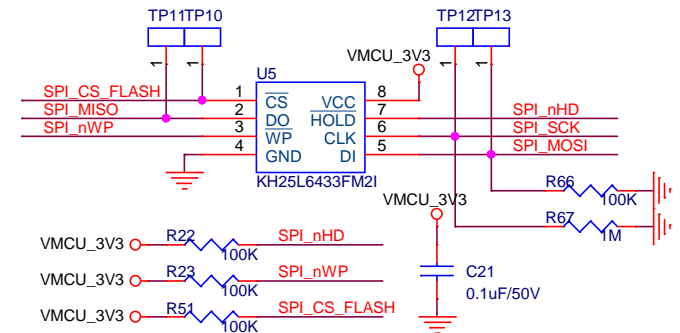 TP11 TP10
TP12 TP13
1 1
1 1
VMCU_3V3
U5
SPI_CS_FLASH 1 CS VCC 8
SPI_MISO 2 DO HOLD 7 SPI_nHD
SPI_nWP 3 WP CLK 6 SPI_SCK
4 GND DI 5 SPI_MOSI
KH25L6433FM2I
R66
100K
VMCU_3V3
R67
1M
VMCU_3V3 R22 100K SPI_nHD
VMCU_3V3 R23 100K SPI_nWP
VMCU_3V3 R51 100K SPI_CS_FLASH
C21
0.1uF/50V